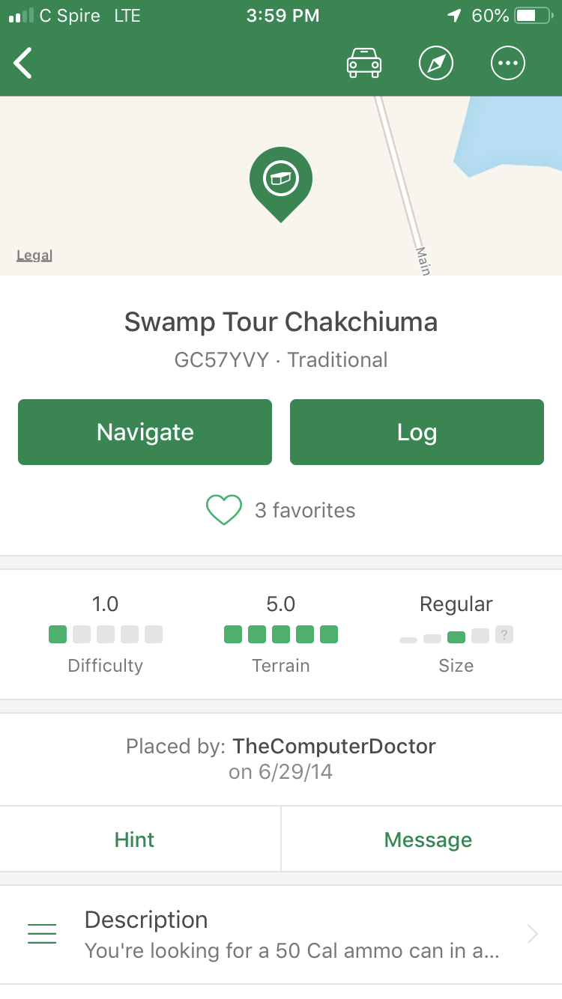 C Spire LTE 3:59 PM 60%
Legal
Main
Swamp Tour Chakchiuma
GC57YVY · Traditional
Navigate
Log
3 favorites
1.0
5.0
Regular
?
Difficulty
Terrain
Size
Placed by: TheComputerDoctor
on 6/29/14
Hint
Message
Description
You're looking for a 50 Cal ammo can in a...